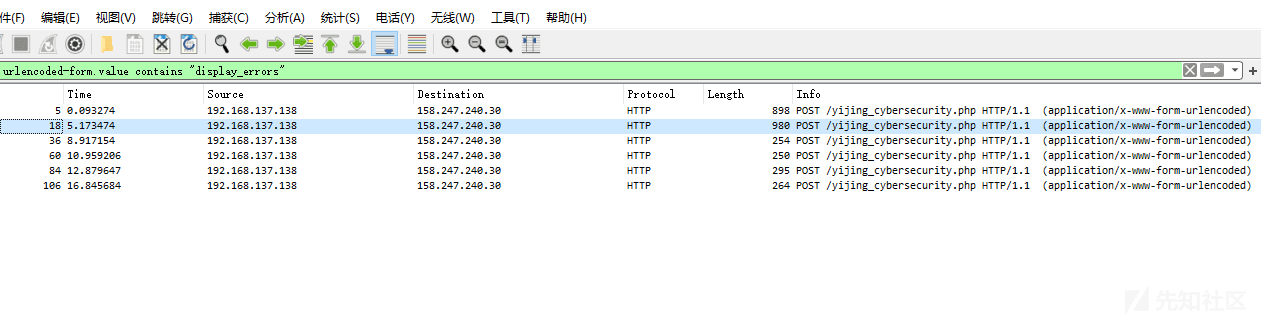 件(F) 编辑(E) 视图(V) 跳转(G) 捕获(C) 分析(A) 统计(S) 电话(Y) 无线(W) 工具(T) 帮助(H)
urlencoded-form.value contains "display_errors"
Time Source Destination Protocol Length Info
5 0.093274 192.168.137.138 158.247.240.30 HTTP 898 POST /yijing_cybersecurity.php HTTP/1.1 (application/x-www-form-urlencoded)
18 5.173474 192.168.137.138 158.247.240.30 HTTP 980 POST /yijing_cybersecurity.php HTTP/1.1 (application/x-www-form-urlencoded)
36 8.917154 192.168.137.138 158.247.240.30 HTTP 254 POST /yijing_cybersecurity.php HTTP/1.1 (application/x-www-form-urlencoded)
60 10.959206 192.168.137.138 158.247.240.30 HTTP 250 POST /yijing_cybersecurity.php HTTP/1.1 (application/x-www-form-urlencoded)
84 12.879647 192.168.137.138 158.247.240.30 HTTP 295 POST /yijing_cybersecurity.php HTTP/1.1 (application/x-www-form-urlencoded)
106 16.845684 192.168.137.138 158.247.240.30 HTTP 264 POST /yijing_cybersecurity.php HTTP/1.1 (application/x-www-form-urlencoded)
先知社区